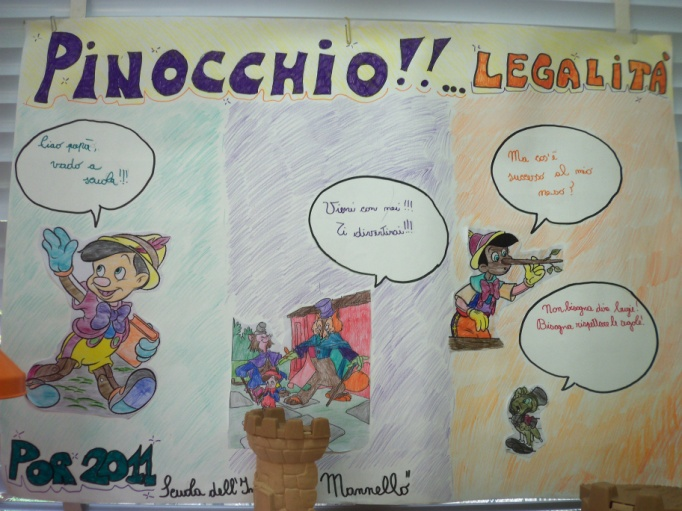 PINOCCHIO!!... LEGALITÀ
Ciao papà,
vado a
scuola!!!
Vieni con noi!!!
Ti divertirai!!!
Ma cos'è
successo al mio
naso?
Non bisogna dire bugie!
Bisogna rispettare le regole!
POR 2011
Scuola dell' Mannello"